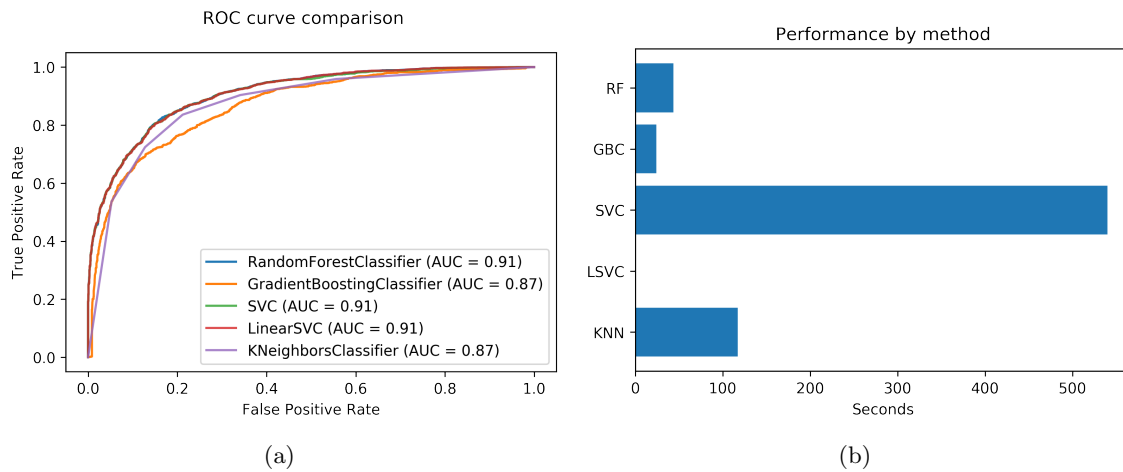 ROC curve comparison
True Positive Rate
1.0
0.8
0.6
0.4
0.2
0.0
RandomForestClassifier (AUC = 0.91)
GradientBoostingClassifier (AUC = 0.87)
SVC (AUC = 0.91)
LinearSVC (AUC = 0.91)
KNeighborsClassifier (AUC = 0.87)
0.0 0.2 0.4 0.6 0.8 1.0
False Positive Rate
(a)
Performance by method
RF
GBC
SVC
LSVC
KNN
0 100 200 300 400 500
Seconds
(b)